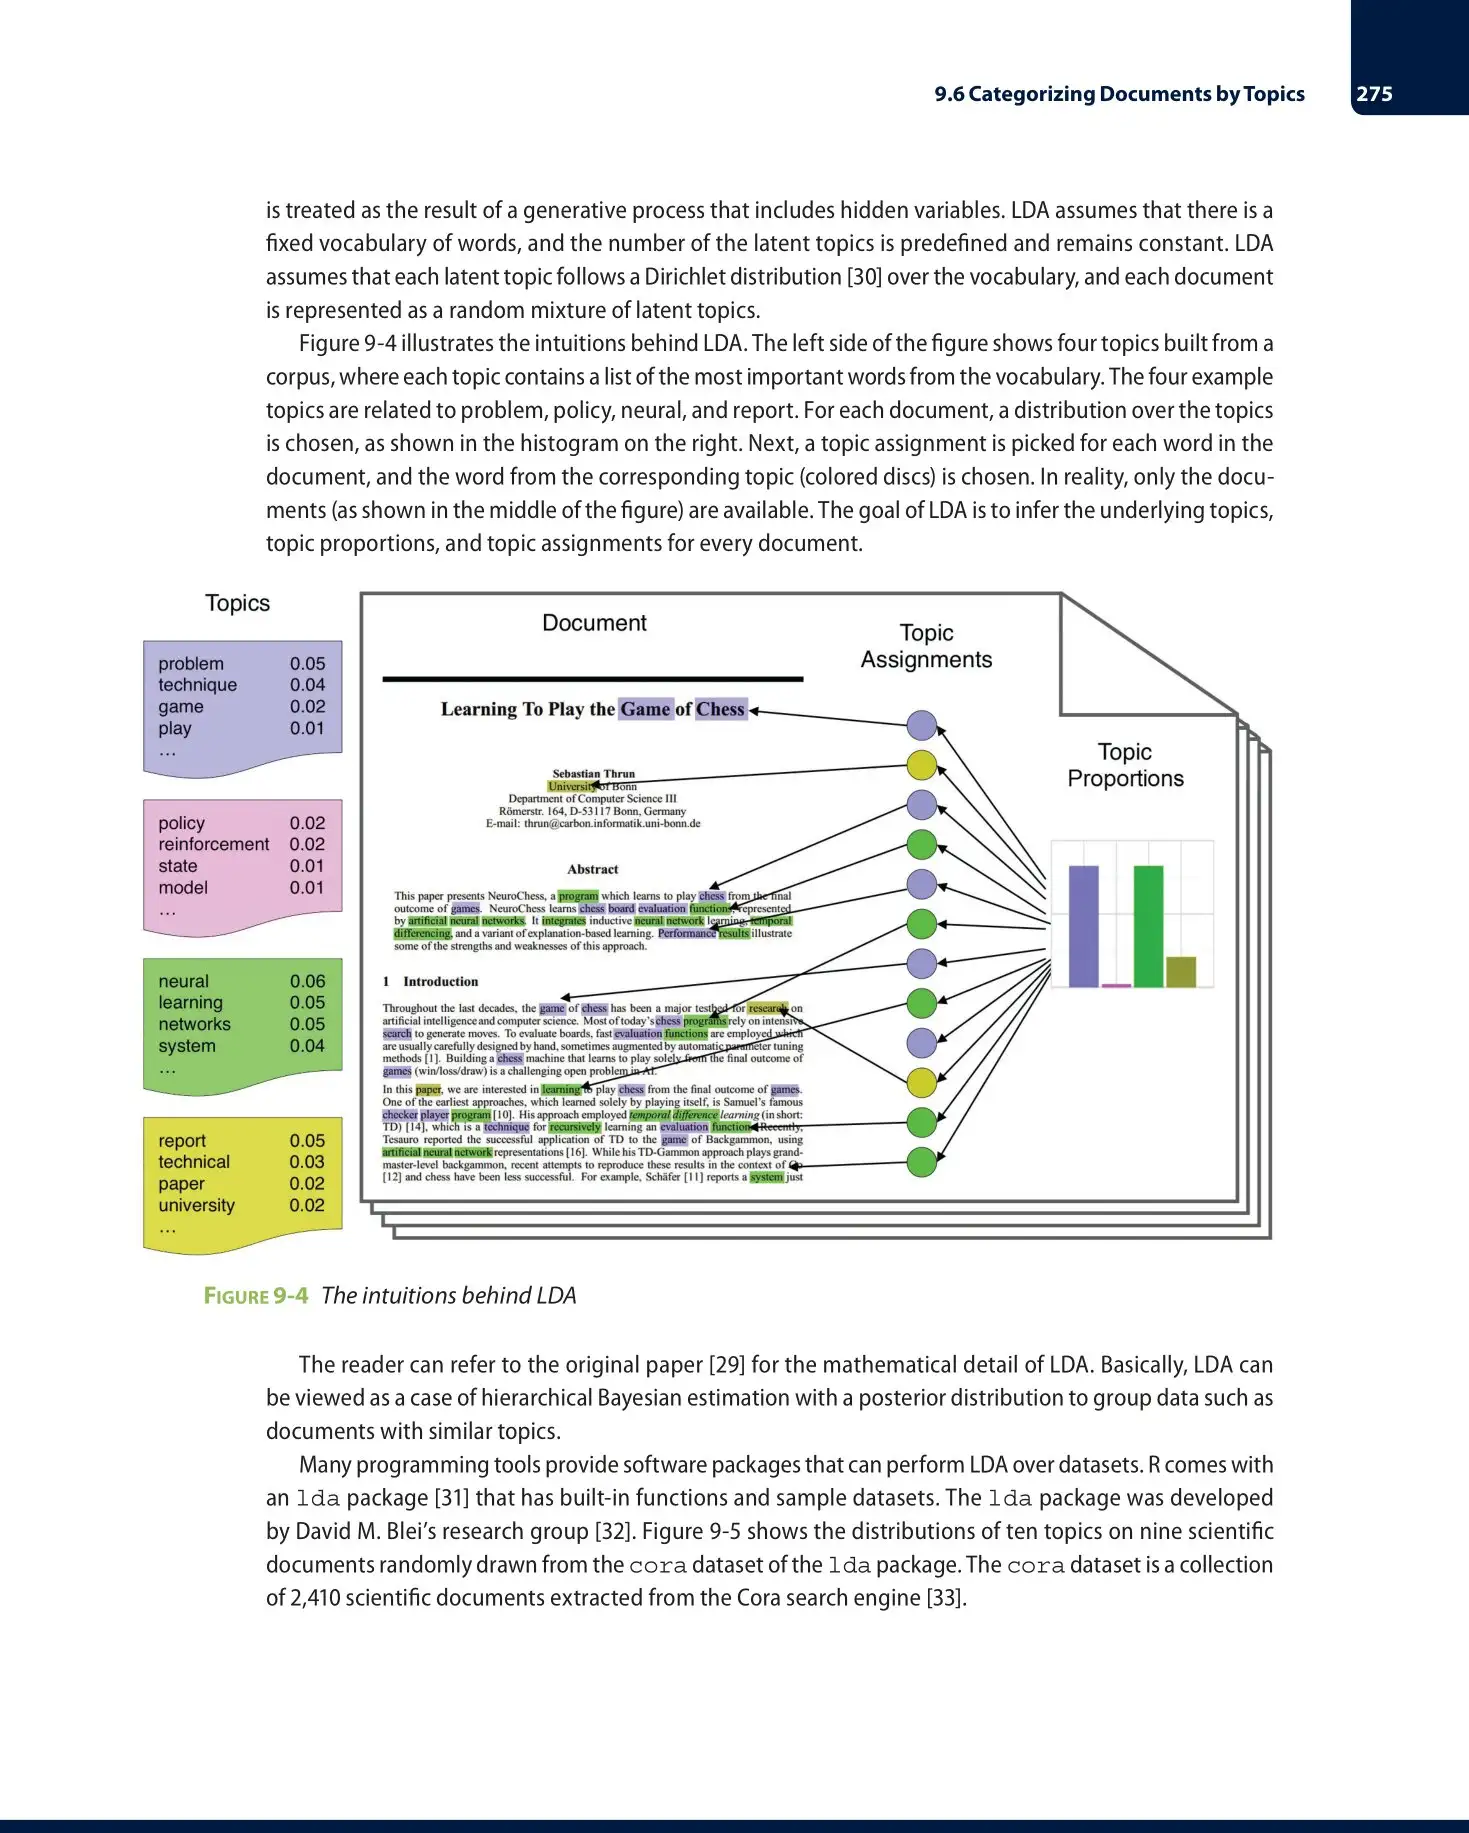 9.6 Categorizing Documents by Topics 275
is treated as the result of a generative process that includes hidden variables. LDA assumes that there is a
fixed vocabulary of words, and the number of the latent topics is predefined and remains constant. LDA
assumes that each latent topic follows a Dirichlet distribution [30] over the vocabulary, and each document
is represented as a random mixture of latent topics.
Figure 9-4 illustrates the intuitions behind LDA. The left side of the figure shows four topics built from a
corpus, where each topic contains a list of the most important words from the vocabulary. The four example
topics are related to problem, policy, neural, and report. For each document, a distribution over the topics
is chosen, as shown in the histogram on the right. Next, a topic assignment is picked for each word in the
document, and the word from the corresponding topic (colored discs) is chosen. In reality, only the docu-
ments (as shown in the middle of the figure) are available. The goal of LDA is to infer the underlying topics,
topic proportions, and topic assignments for every document.
Topics
problem 0.05
technique 0.04
game 0.02
play 0.01
...
policy 0.02
reinforcement 0.02
state 0.01
model 0.01
...
neural 0.06
learning 0.05
networks 0.05
system 0.04
...
report 0.05
technical 0.03
paper 0.02
university 0.02
...
Document
Learning To Play the Game of Chess
Sebastian Thrun
University of Bonn
Department of Computer Science III
Römerstr. 164, D-53117 Bonn, Germany
E-mail: thrun@carbon.informatik.uni-bonn.de
Abstract
This paper presents NeuroChess, a program which learns to play chess from the final
outcome of games. NeuroChess learns chess board evaluation functions, represented
by artificial neural networks. It integrates inductive neural network learning, temporal
differencing, and a variant of explanation-based learning. Performance results illustrate
some of the strengths and weaknesses of this approach.
1 Introduction
Throughout the last decades, the game of chess has been a major testbed for research on
artificial intelligence and computer science. Most of today's chess programs rely on intensive
search to generate moves. To evaluate boards, fast evaluation functions are employed which
are usually carefully designed by hand, sometimes augmented by automatic parameter tuning
methods [1]. Building a chess machine that learns to play solely from the final outcome of
games (win/loss/draw) is a challenging open problem in AI.
In this paper, we are interested in learning to play chess from the final outcome of games.
One of the earliest approaches, which learned solely by playing itself, is Samuel's famous
checker player program [10]. His approach employed temporal difference learning (in short:
TD) [14], which is a technique for recursively learning an evaluation function. Recently,
Tesauro reported the successful application of TD to the game of Backgammon, using
artificial neural network representations [16]. While his TD-Gammon approach plays grand-
master-level backgammon, recent attempts to reproduce these results in the context of Go
[12] and chess have been less successful. For example, Schäfer [11] reports a system just
Topic
Assignments
Topic
Proportions
FIGURE 9-4 The intuitions behind LDA
The reader can refer to the original paper [29] for the mathematical detail of LDA. Basically, LDA can
be viewed as a case of hierarchical Bayesian estimation with a posterior distribution to group data such as
documents with similar topics.
Many programming tools provide software packages that can perform LDA over datasets. R comes with
an lda package [31] that has built-in functions and sample datasets. The lda package was developed
by David M. Blei's research group [32]. Figure 9-5 shows the distributions of ten topics on nine scientific
documents randomly drawn from the cora dataset of the lda package. The cora dataset is a collection
of 2,410 scientific documents extracted from the Cora search engine [33].